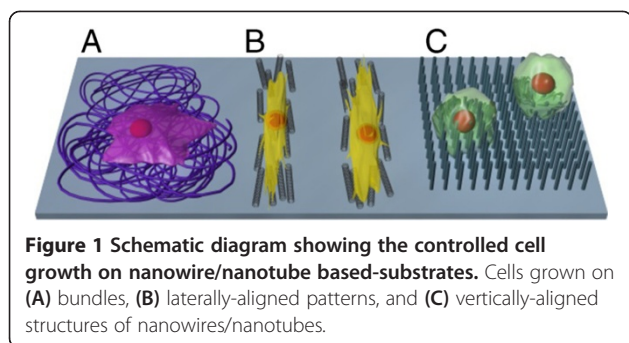 A B C
Figure 1 Schematic diagram showing the controlled cell
growth on nanowire/nanotube based-substrates. Cells grown on
(A) bundles, (B) laterally-aligned patterns, and (C) vertically-aligned
structures of nanowires/nanotubes.